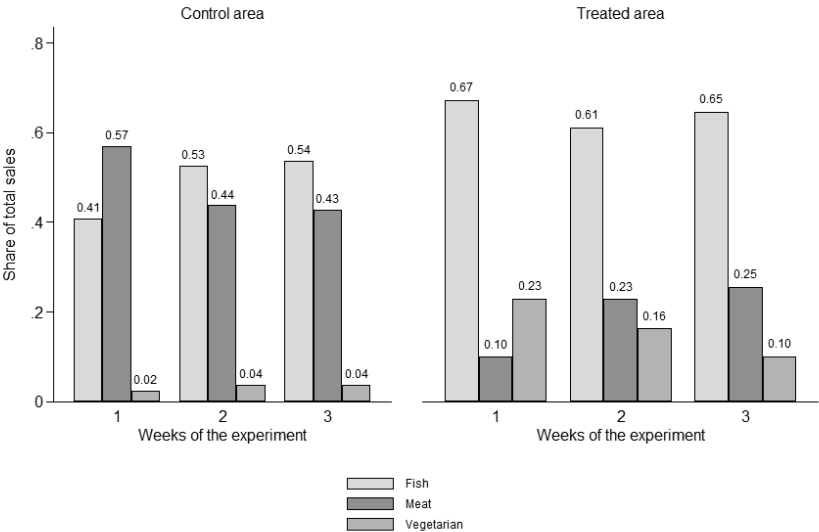 Control area
Treated area
Share of total sales
.8
.6
.4
.2
0
0.41
0.57
0.02
0.53
0.44
0.04
0.54
0.43
0.04
0.67
0.10
0.23
0.61
0.23
0.16
0.65
0.25
0.10
1 2 3
Weeks of the experiment
1 2 3
Weeks of the experiment
Fish
Meat
Vegetarian